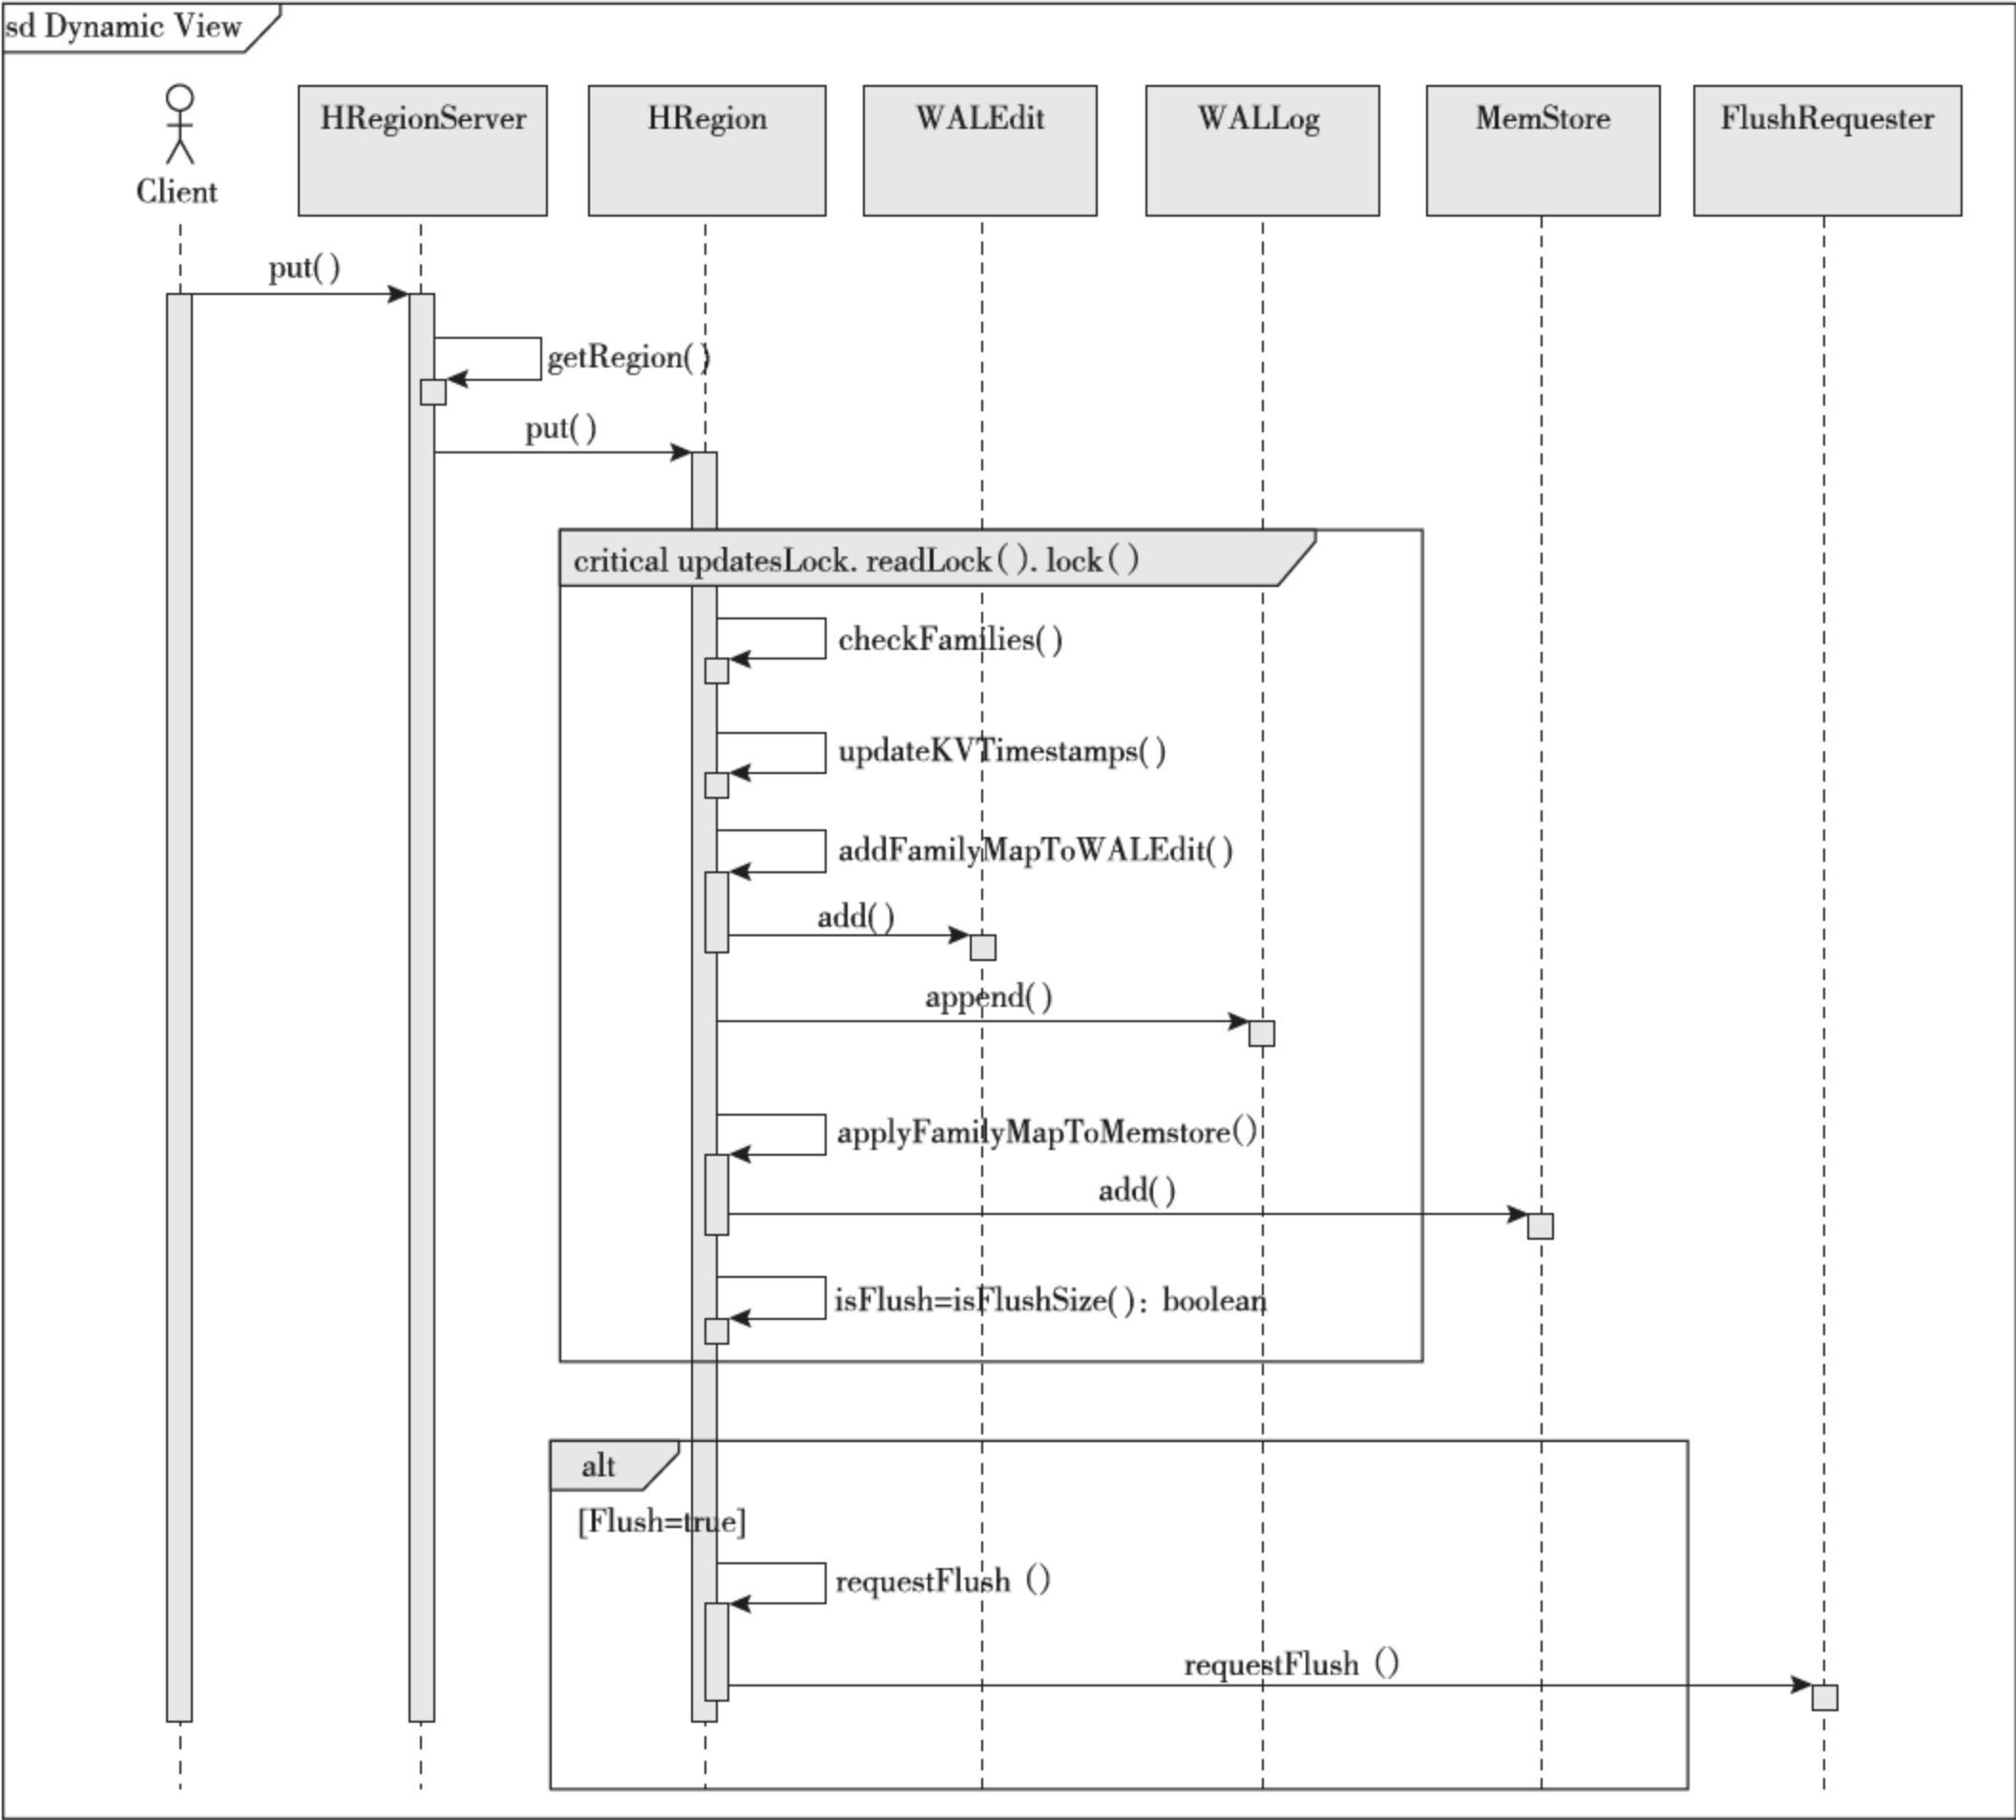 sd Dynamic View
Client
HRegionServer
HRegion
WALEdit
WALLog
MemStore
FlushRequester
put( )
getRegion( )
put( )
critical updatesLock. readLock( ). lock( )
checkFamilies( )
updateKVTimestamps( )
addFamilyMapToWALEdit( )
add( )
append( )
applyFamilyMapToMemstore( )
add( )
isFlush=isFlushSize( ): boolean
alt
[Flush=true]
requestFlush ()
requestFlush ()